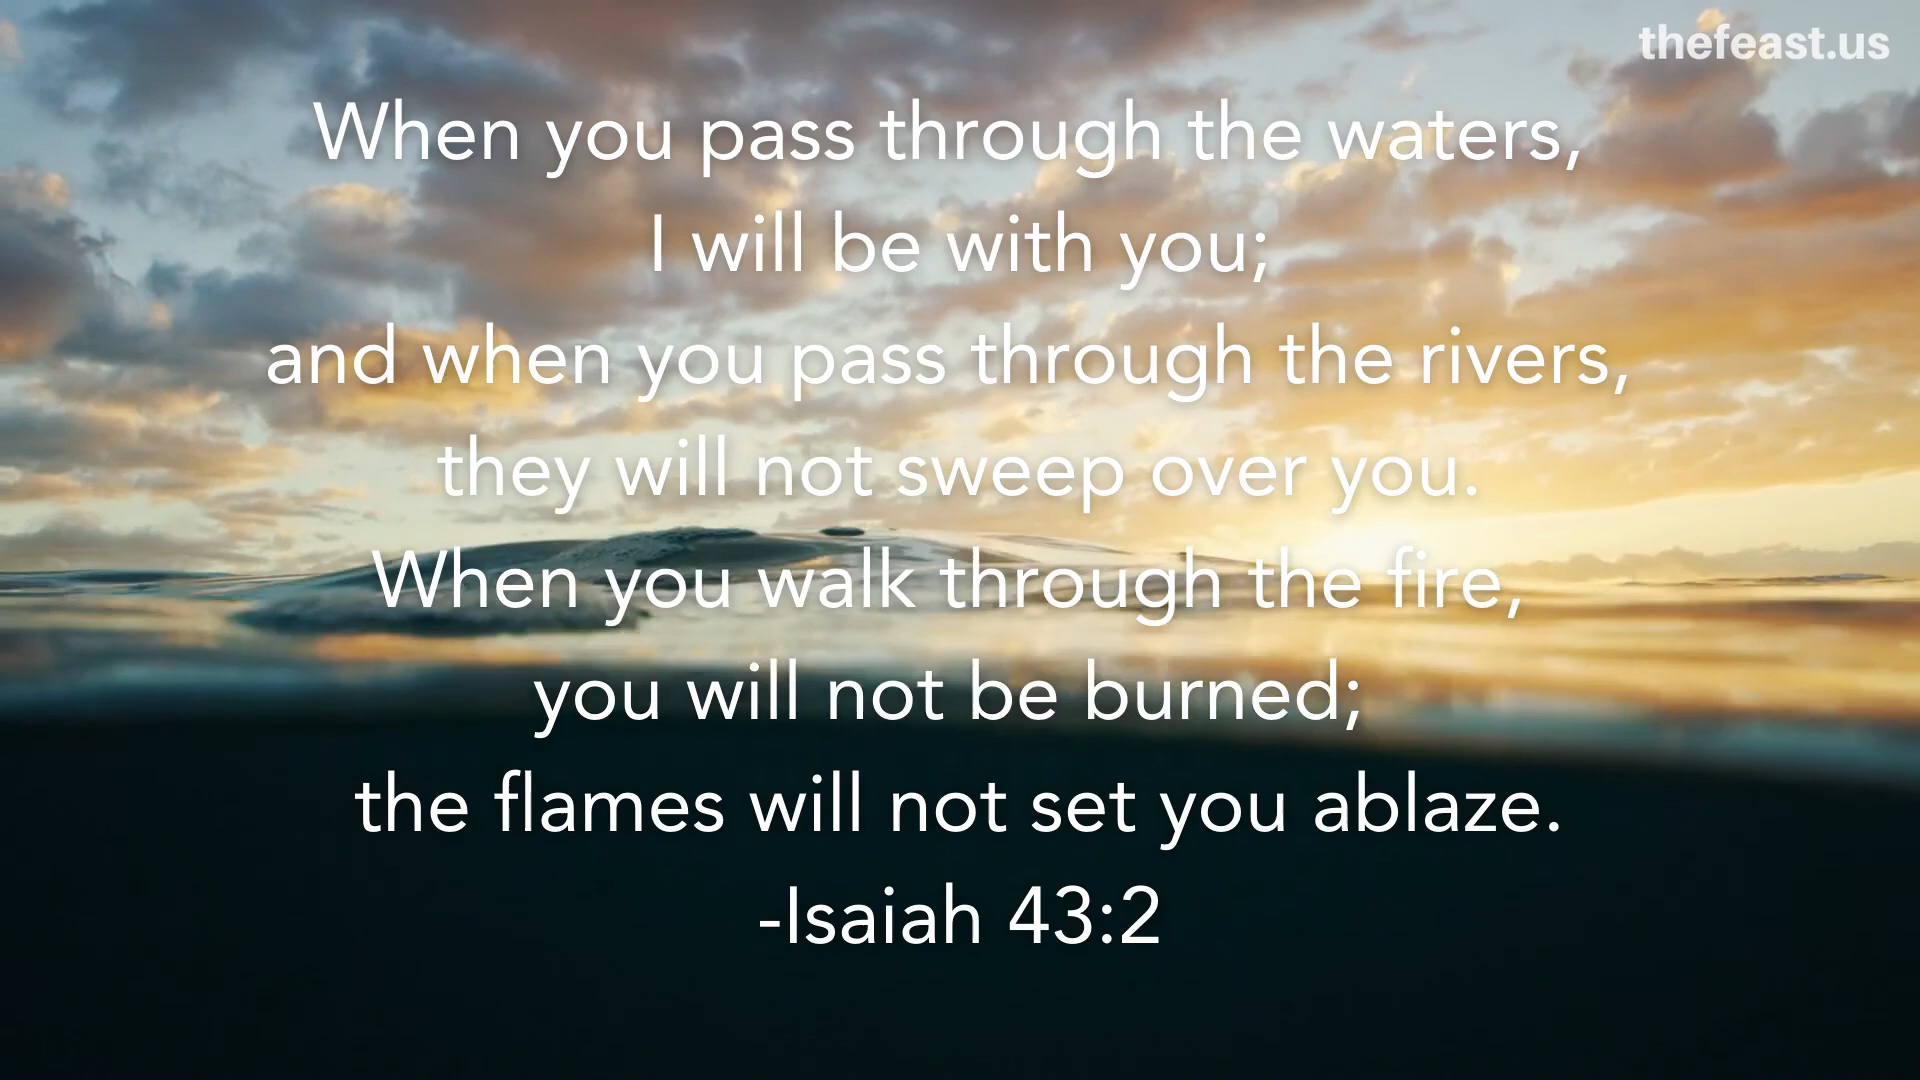 thefeast.us
When you pass through the waters,
I will be with you;
and when you pass through the rivers,
they will not sweep over you.
When you walk through the fire,
you will not be burned;
the flames will not set you ablaze.
-Isaiah 43:2